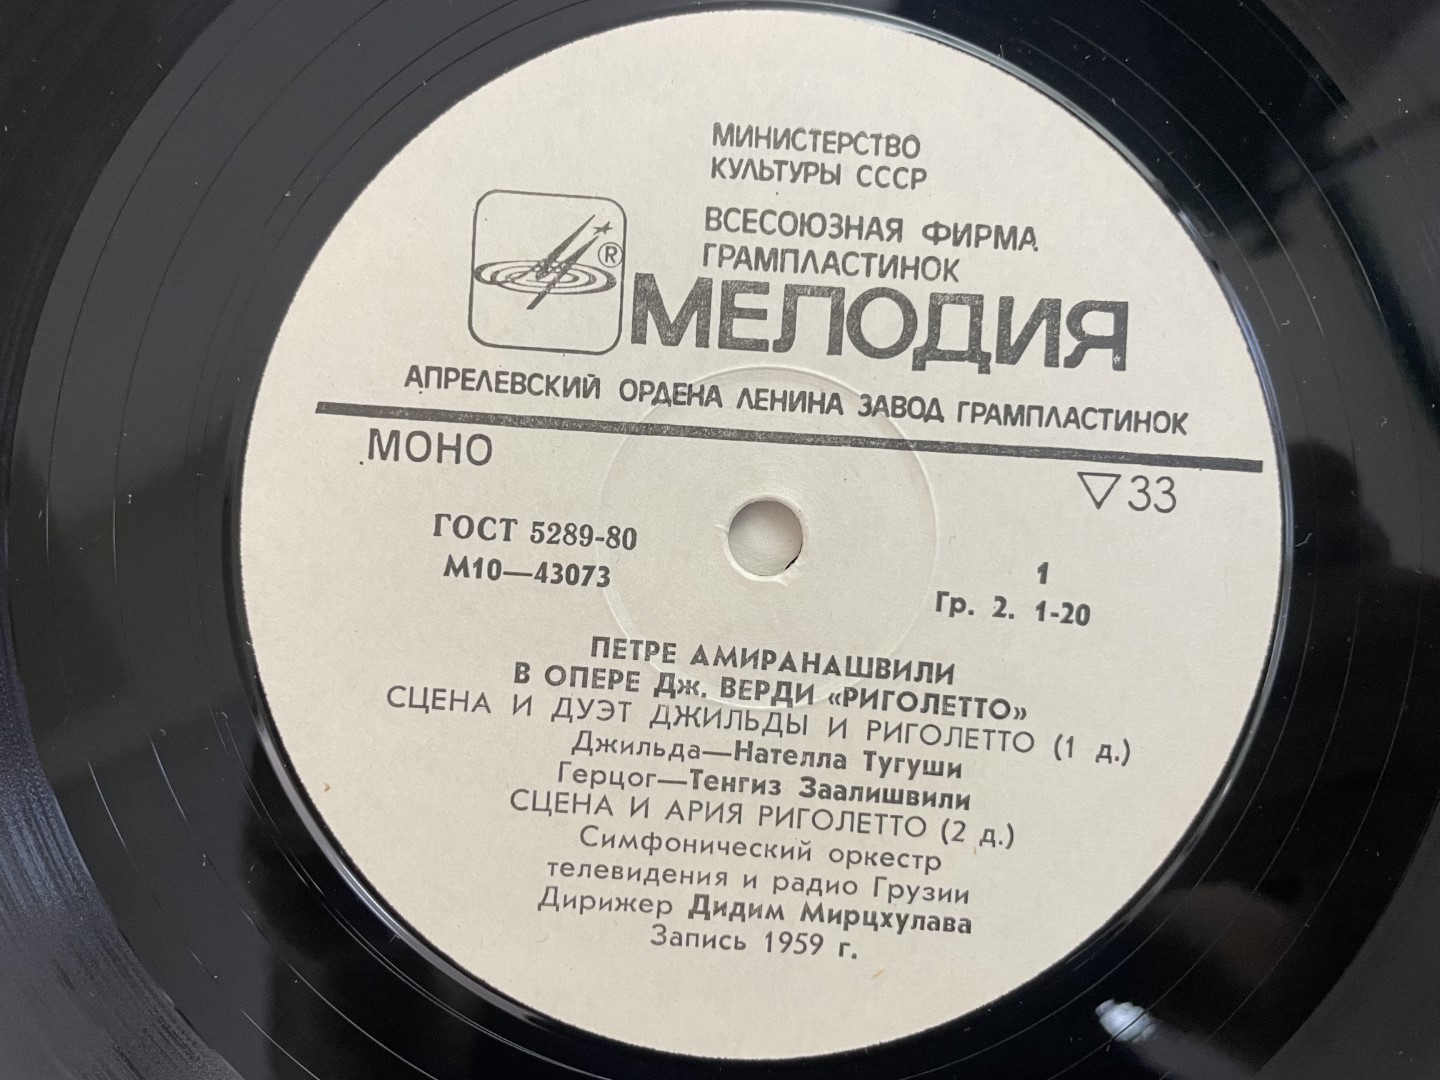 МИНИСТЕРСТВО
КУЛЬТУРЫ СССР
ВСЕСОЮЗНАЯ ФИРМА
ГРАМПЛАСТИНОК
®
МЕЛОДИЯ
АПРЕЛЕВСКИЙ ОРДЕНА ЛЕНИНА ЗАВОД ГРАМПЛАСТИНОК
МОНО
▽33
ГОСТ 5289-80
М10—43073
1
Гр. 2. 1-20
ПЕТРЕ АМИРАНАШВИЛИ
В ОПЕРЕ Дж. ВЕРДИ «РИГОЛЕТТО»
СЦЕНА И ДУЭТ ДЖИЛЬДЫ И РИГОЛЕТТО (1 д.)
Джильда—Нателла Тугуши
Герцог—Тенгиз Заалишвили
СЦЕНА И АРИЯ РИГОЛЕТТО (2 д.)
Симфонический оркестр
телевидения и радио Грузии
Дирижер Дидим Мирцхулава
Запись 1959 г.